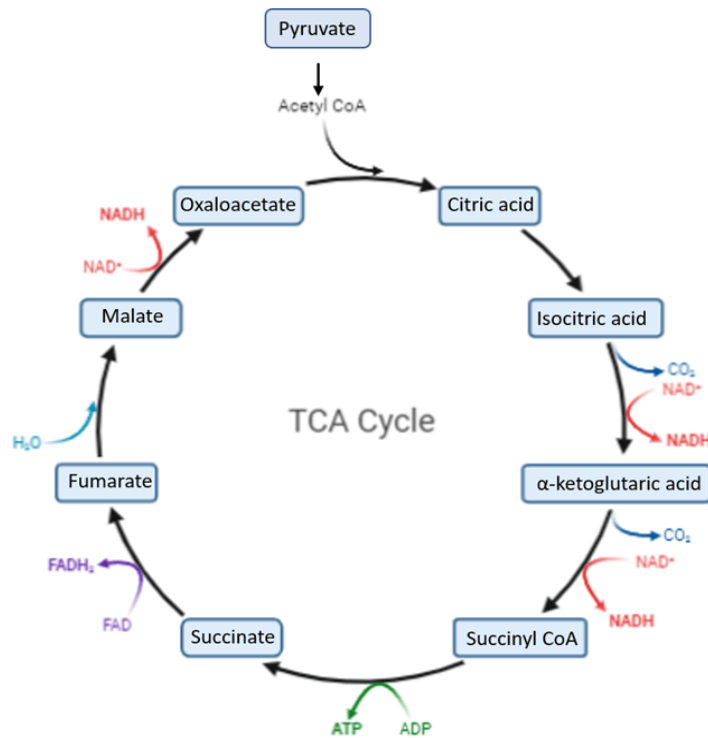 Pyruvate
Acetyl CoA
Oxaloacetate
Citric acid
NADH
NAD⁺
Malate
Isocitric acid
CO₂
NAD⁺
NADH
TCA Cycle
H₂O
Fumarate
α-ketoglutaric acid
CO₂
NAD⁺
NADH
FADH₂
FAD
Succinate
Succinyl CoA
ATP
ADP